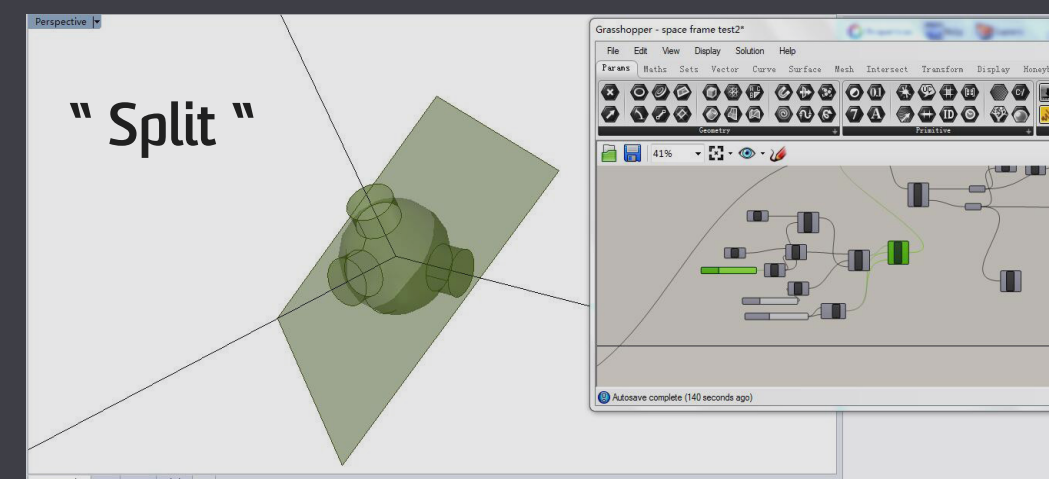 Perspective
" Split "
Grasshopper - space frame test2*
File Edit View Display Solution Help
Params Maths Sets Vector Curve Surface Mesh Intersect Transform Display Honeyb
Geometry
Primitive
41%
Autosave complete (140 seconds ago)